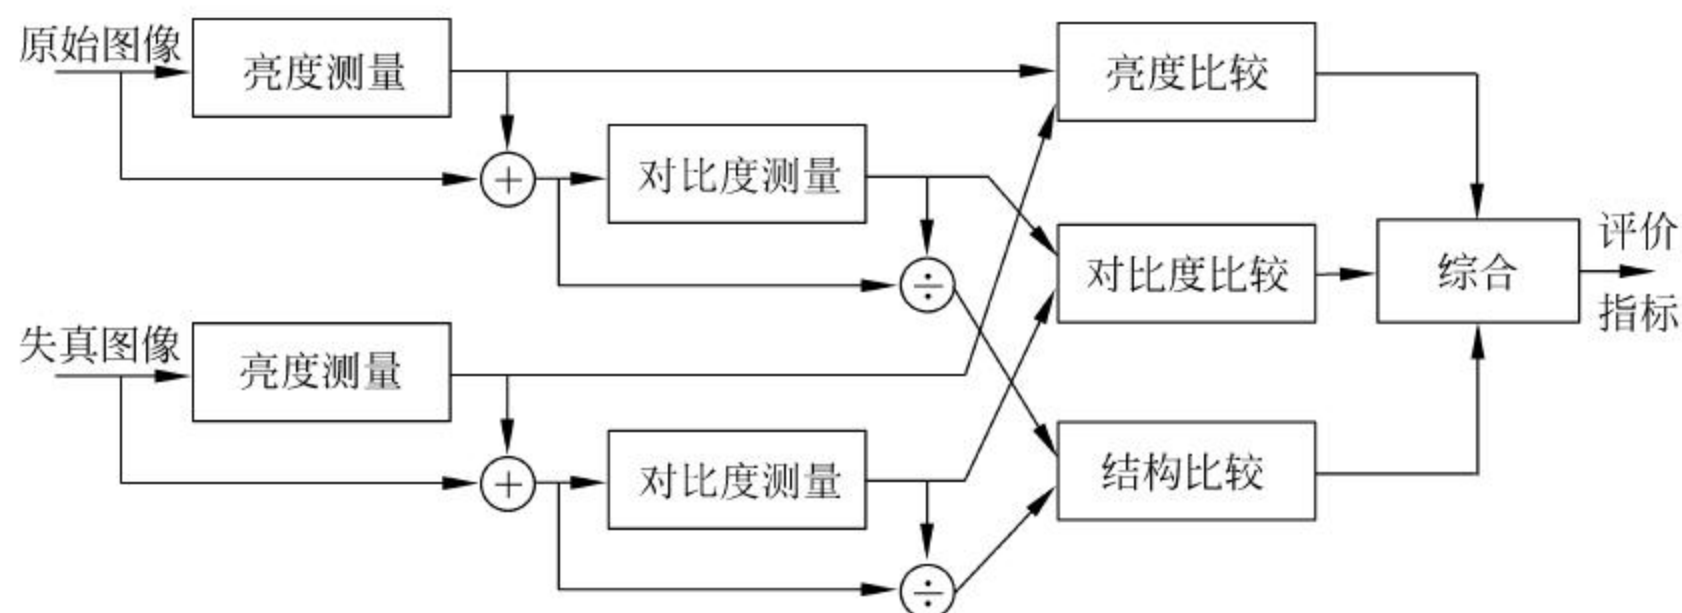 原始图像
亮度测量
亮度比较
+
对比度测量
÷
对比度比较
综合
评价
指标
失真图像
亮度测量
+
对比度测量
÷
结构比较